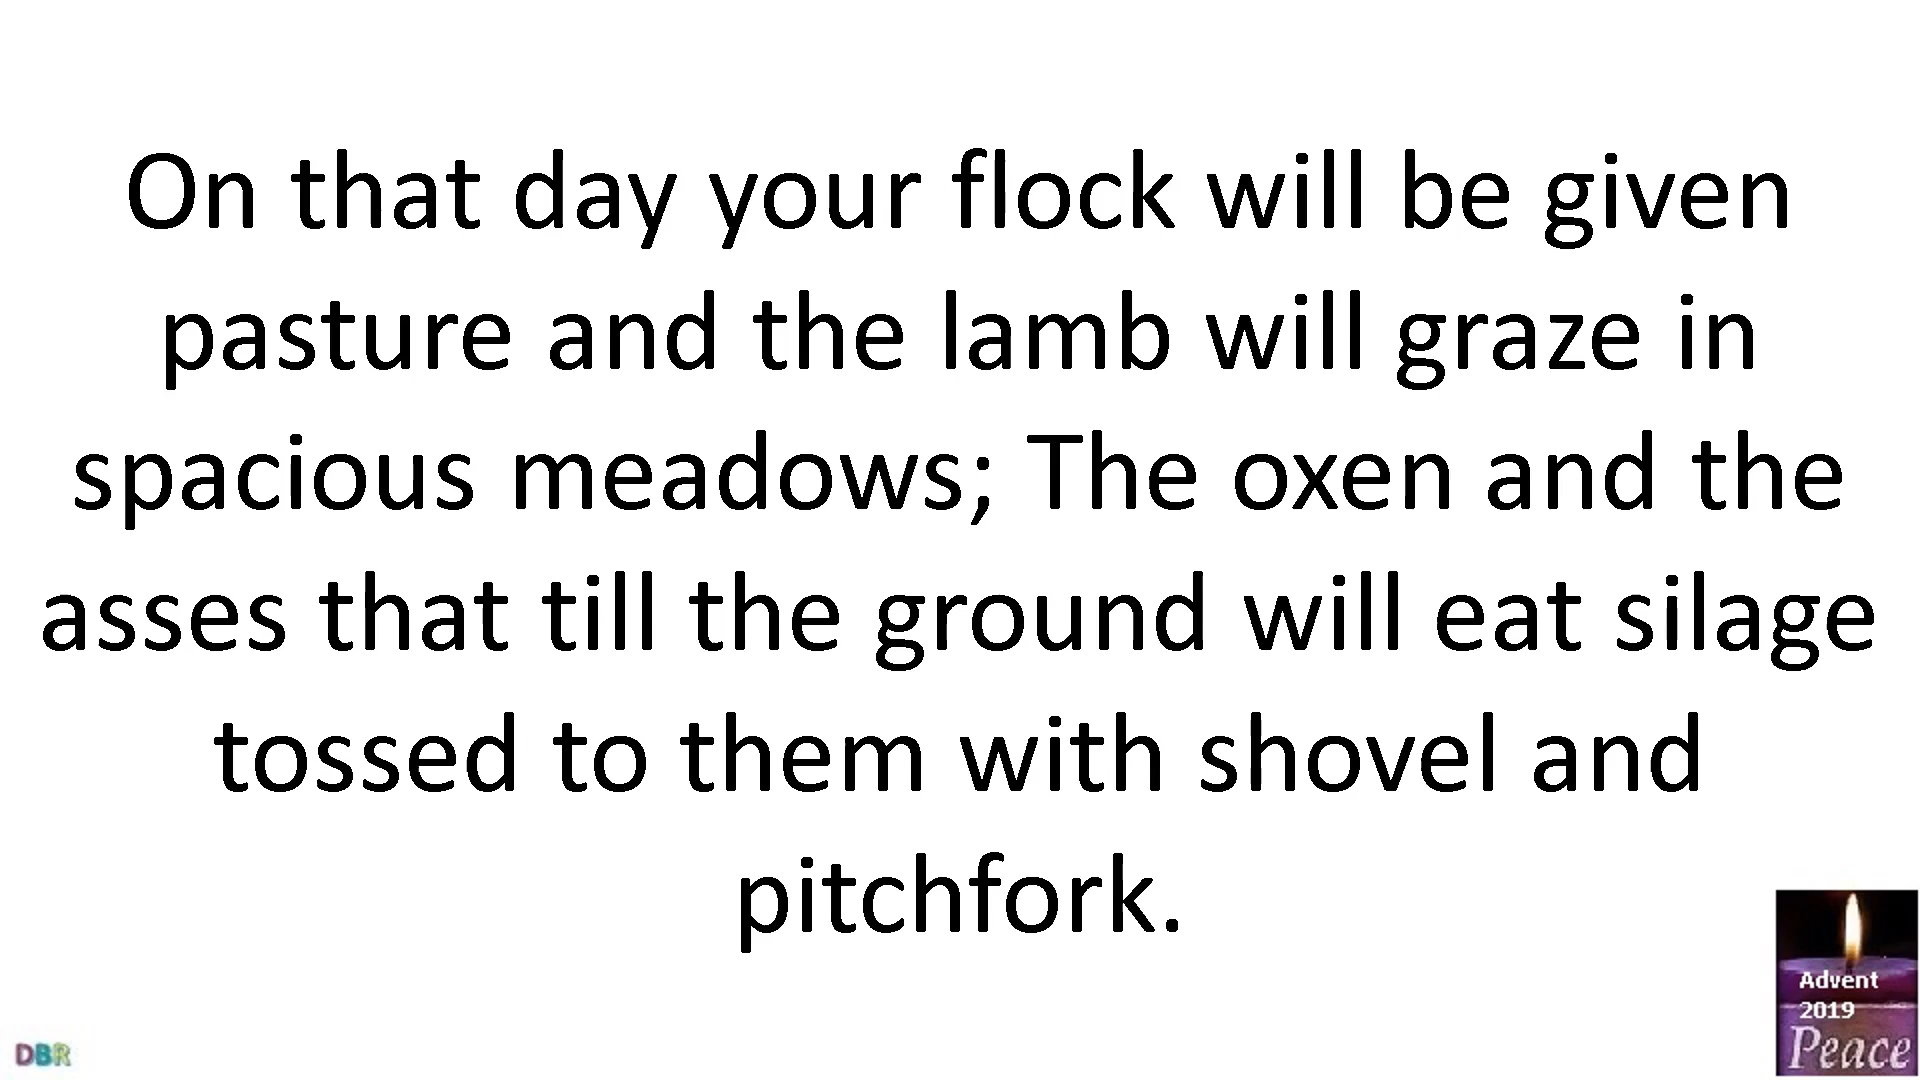 On that day your flock will be given
pasture and the lamb will graze in
spacious meadows; The oxen and the
asses that till the ground will eat silage
tossed to them with shovel and
pitchfork.
Advent
2019
Peace
DBR